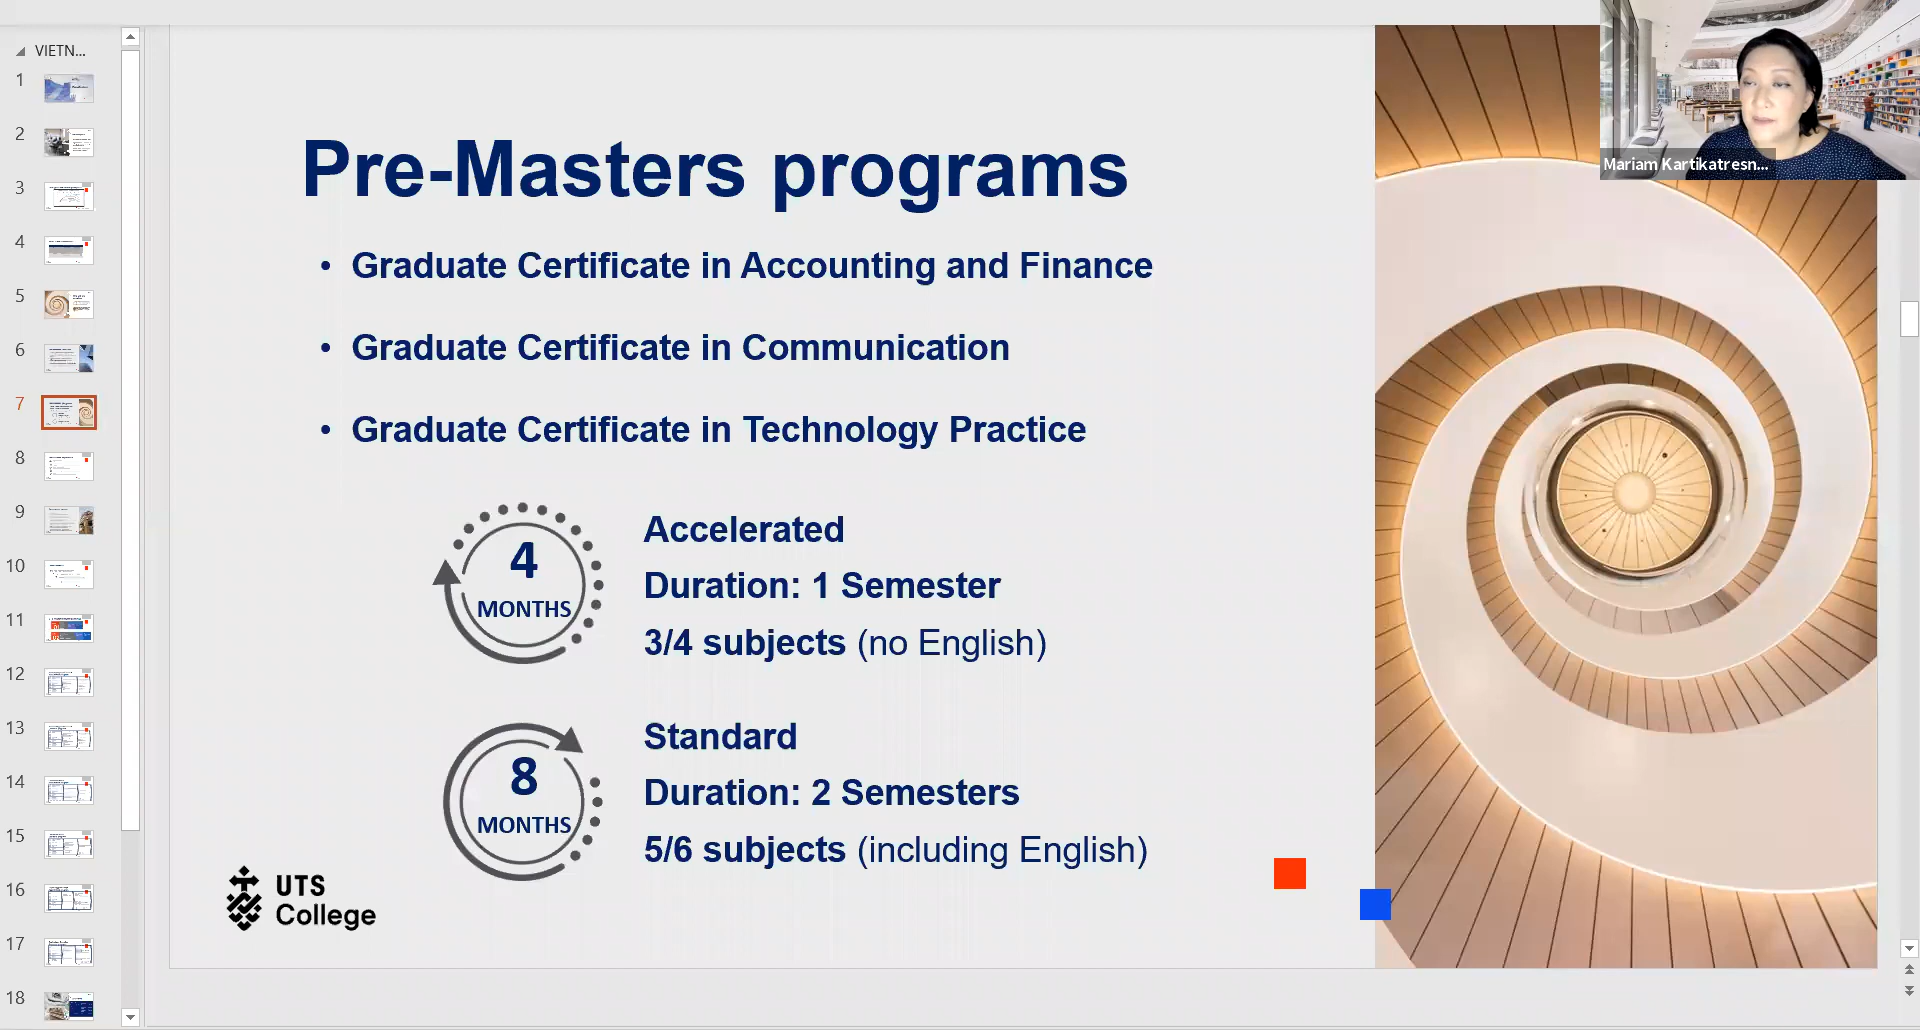 VIETN...
1
2
3
4
5
6
7
8
9
10
11
12
13
14
15
16
17
18
Pre-Masters programs
• Graduate Certificate in Accounting and Finance
• Graduate Certificate in Communication
• Graduate Certificate in Technology Practice
4
MONTHS
Accelerated
Duration: 1 Semester
3/4 subjects (no English)
8
MONTHS
Standard
Duration: 2 Semesters
5/6 subjects (including English)
UTS
College
Mariam Kartikatresn...